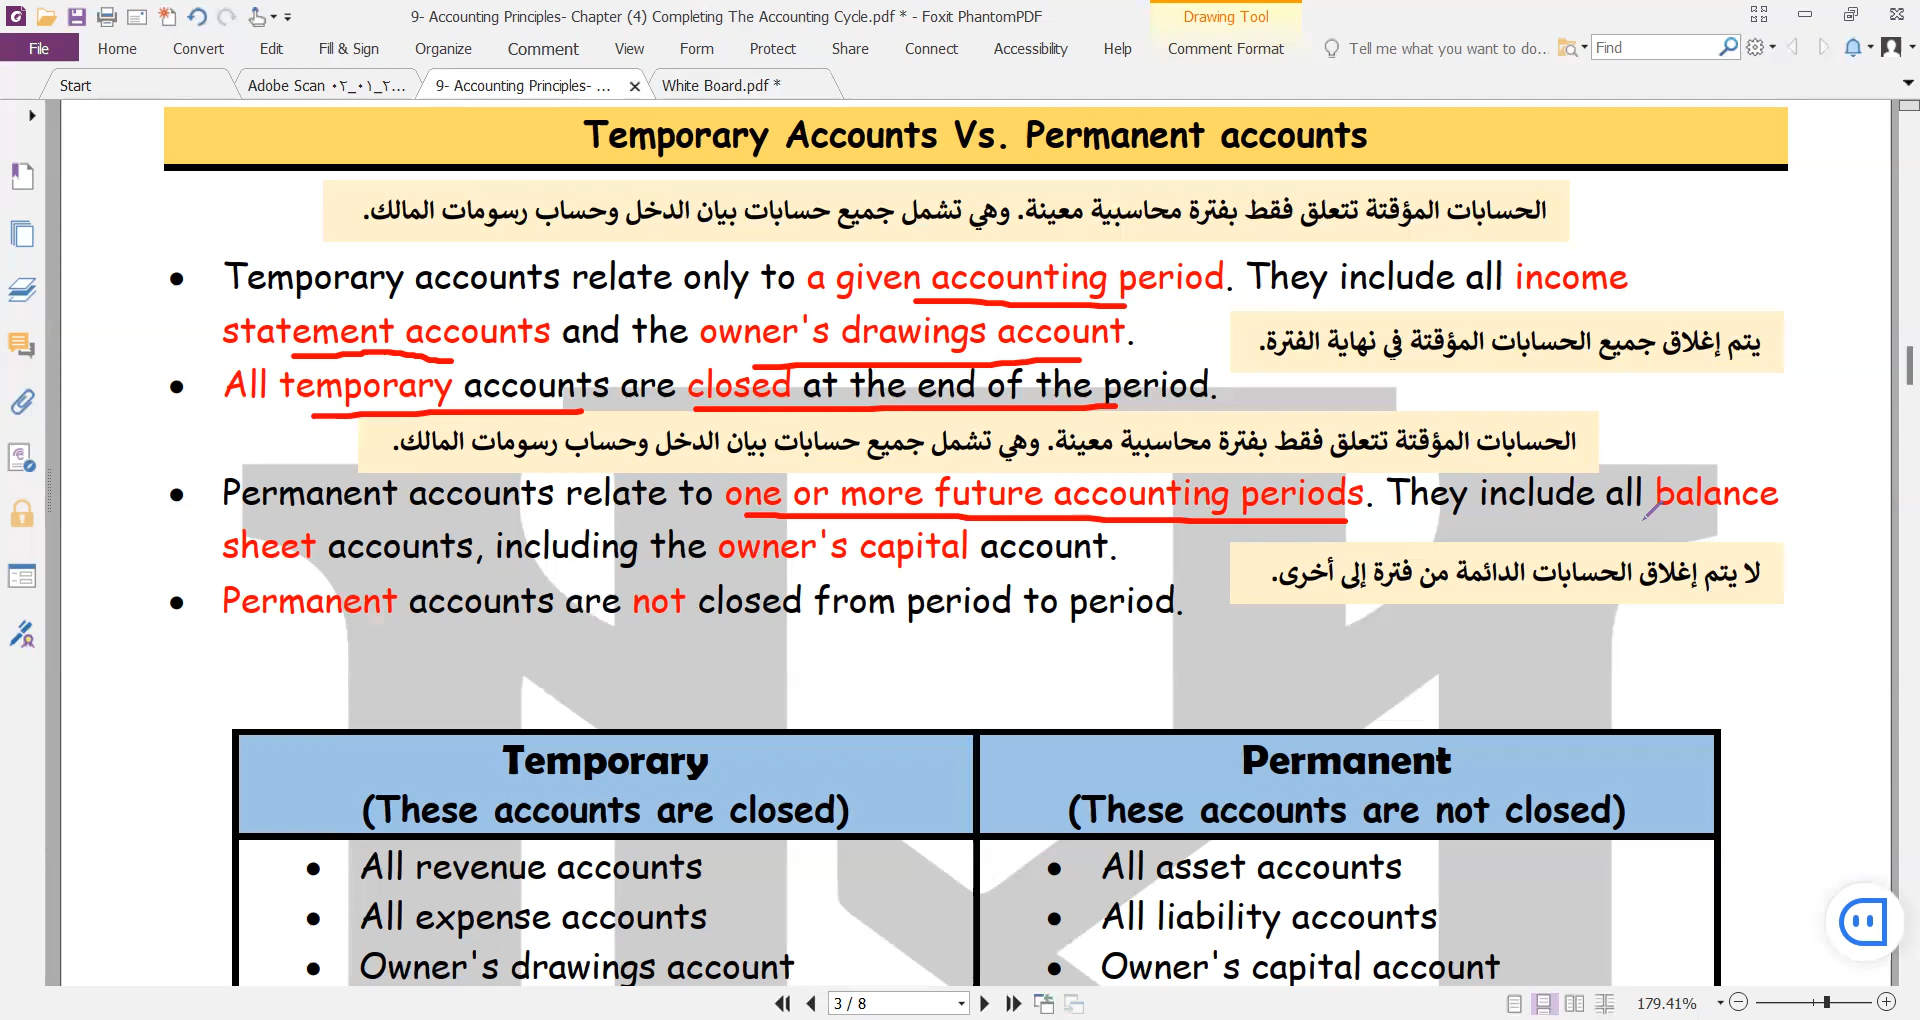 9- Accounting Principles- Chapter (4) Completing The Accounting Cycle.pdf * - Foxit PhantomPDF
Drawing Tool
File Home Convert Edit Fill & Sign Organize Comment View Form Protect Share Connect Accessibility Help Comment Format Tell me what you want to do... Find
Start Adobe Scan ٠٢_٠١_٢... 9- Accounting Principles- ... White Board.pdf *
Temporary Accounts Vs. Permanent accounts
الحسابات المؤقتة تتعلق فقط بفترة محاسبية معينة. وهي تشمل جميع حسابات بيان الدخل وحساب رسومات المالك.
• Temporary accounts relate only to a given accounting period. They include all income
statement accounts and the owner's drawings account.
يتم إغلاق جميع الحسابات المؤقتة في نهاية الفترة.
• All temporary accounts are closed at the end of the period.
الحسابات المؤقتة تتعلق فقط بفترة محاسبية معينة. وهي تشمل جميع حسابات بيان الدخل وحساب رسومات المالك.
• Permanent accounts relate to one or more future accounting periods. They include all balance
sheet accounts, including the owner's capital account.
لا يتم إغلاق الحسابات الدائمة من فترة إلى أخرى.
• Permanent accounts are not closed from period to period.
Temporary
(These accounts are closed)
Permanent
(These accounts are not closed)
• All revenue accounts
• All expense accounts
• Owner's drawings account
• All asset accounts
• All liability accounts
• Owner's capital account
3 / 8
179.41%